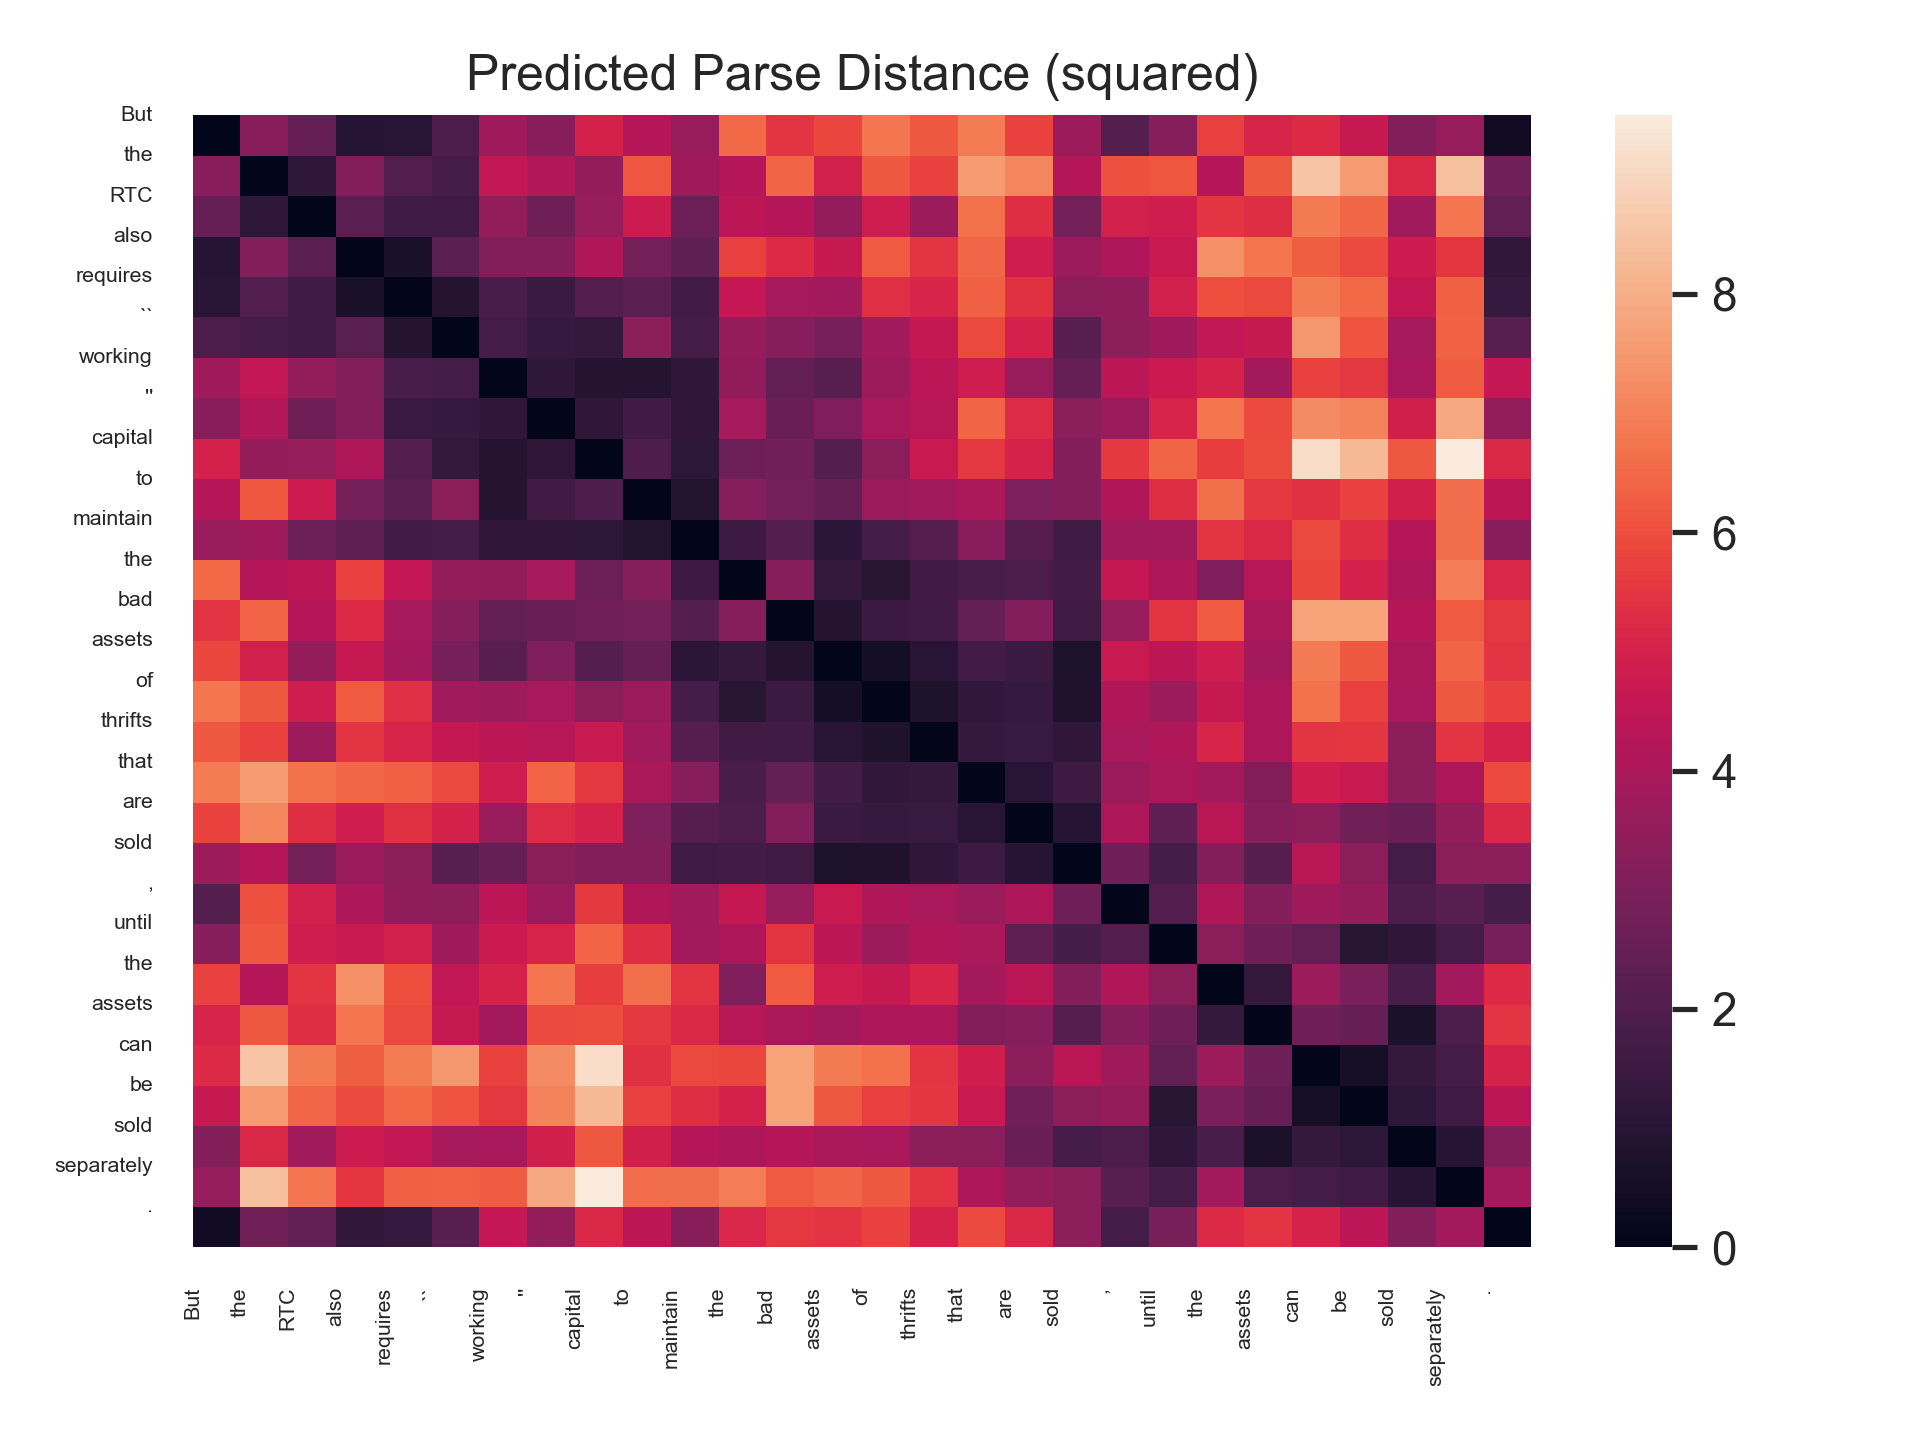 Predicted Parse Distance (squared)
But
the
RTC
also
requires
``
working
''
capital
to
maintain
the
bad
assets
of
thrifts
that
are
sold
,
until
the
assets
can
be
sold
separately
.
8
6
4
2
0
But
the
RTC
also
requires
``
working
''
capital
to
maintain
the
bad
assets
of
thrifts
that
are
sold
,
until
the
assets
can
be
sold
separately
.